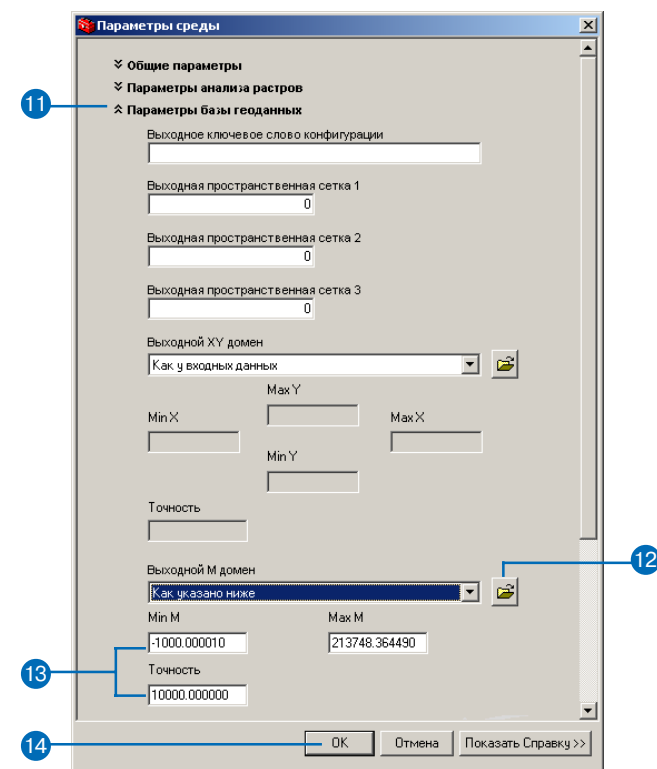 Параметры среды
Общие параметры
Параметры анализа растров
11
Параметры базы геоданных
Выходное ключевое слово конфигурации
Выходная пространственная сетка 1
0
Выходная пространственная сетка 2
0
Выходная пространственная сетка 3
0
Выходной XY домен
Как у входных данных
Max Y
Min X
Max X
Min Y
Точность
12
Выходной М домен
Как указано ниже
Min M
Max M
-1000.000010
213748.364490
13
Точность
10000.000000
14
OK
Отмена
Показать Справку >>